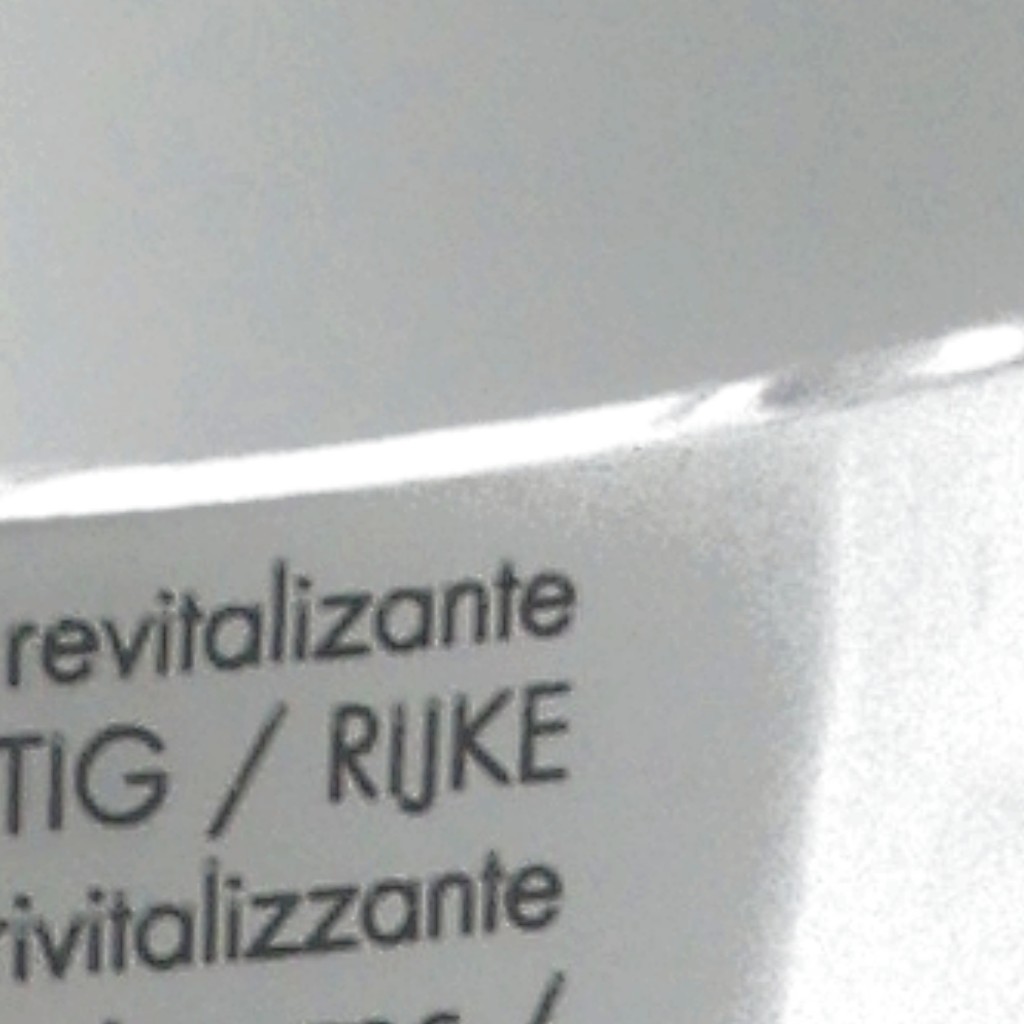 revitalizante
TIG / RIJKE
rivitalizzante
/